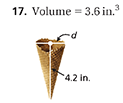 17. Volume = 3.6 in.³
d
4.2 in.